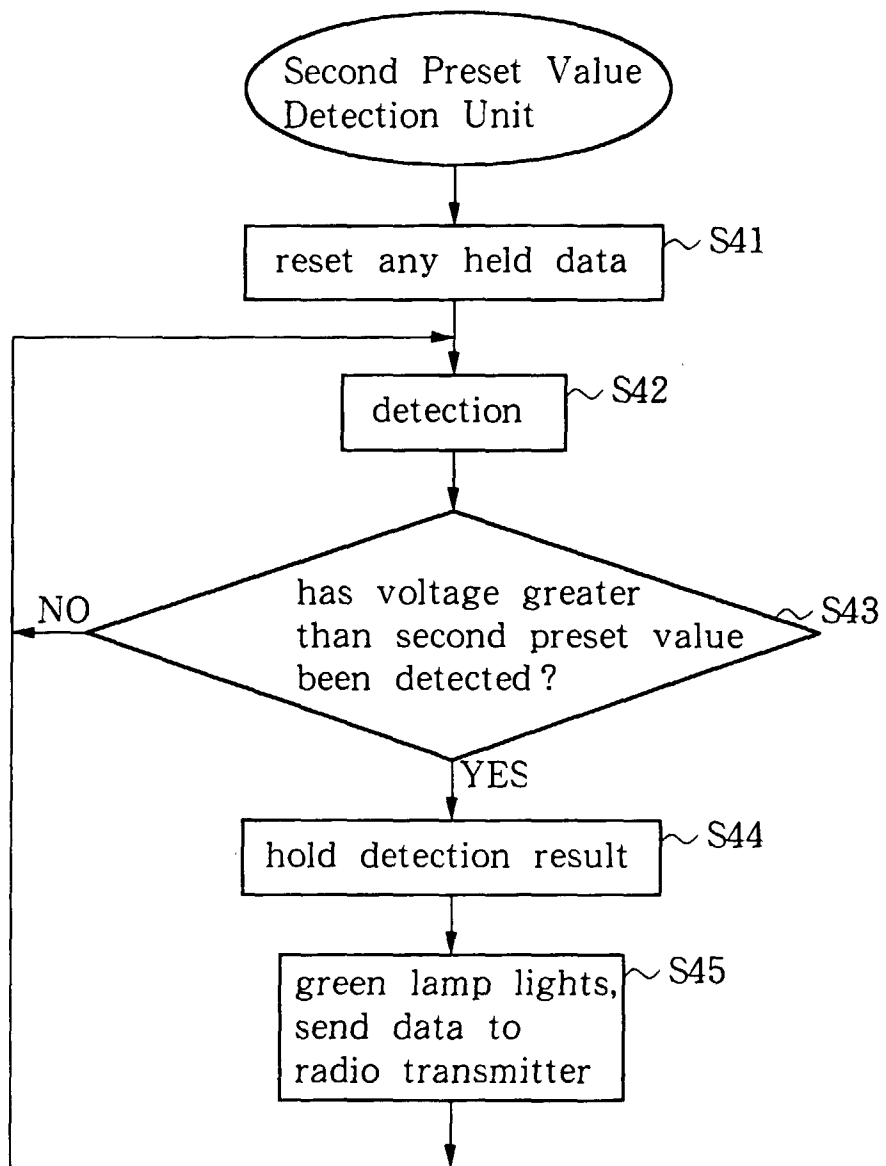 Second Preset Value
Detection Unit
reset any held data
S41
detection
S42
has voltage greater
than second preset value
been detected?
S43
NO
YES
hold detection result
S44
green lamp lights,
send data to
radio transmitter
S45